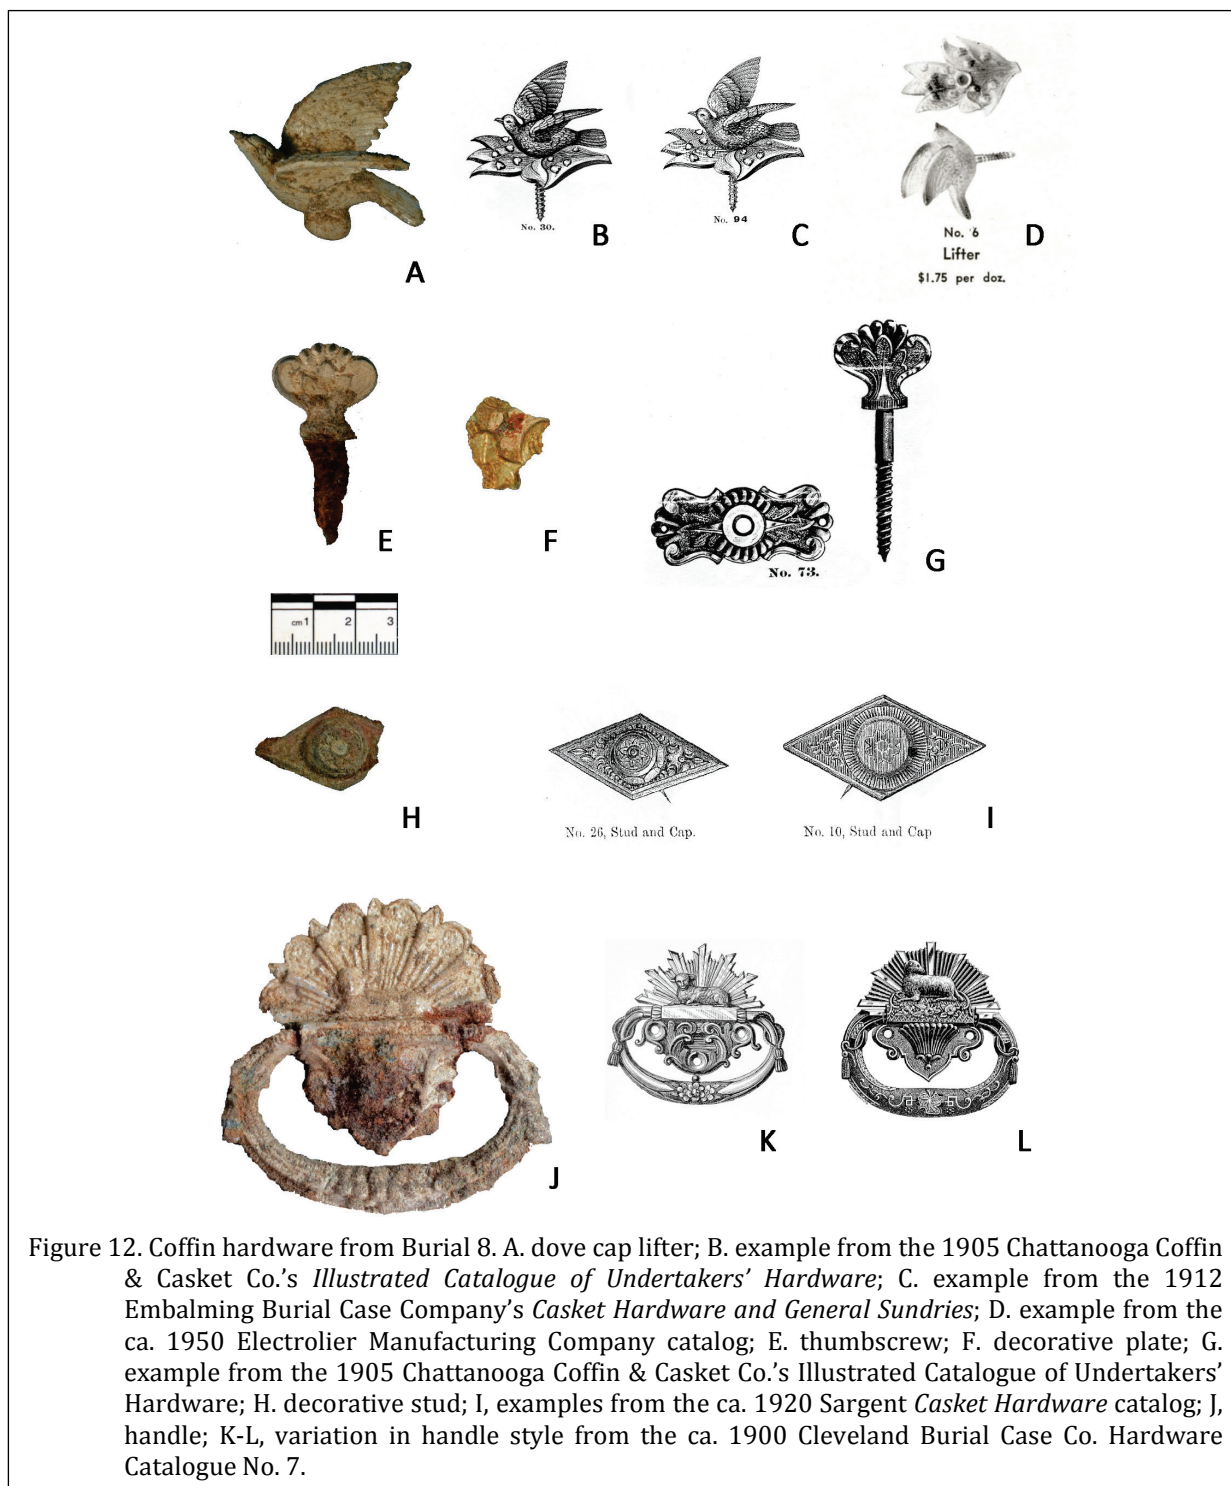 No. 30.
No. 94
No. 6
Lifter
$1.75 per doz.
A
B
C
D
No. 73.
E
F
G
cm 1 2 3
No. 26, Stud and Cap.
No. 10, Stud and Cap
H
I
J
K
L
Figure 12. Coffin hardware from Burial 8. A. dove cap lifter; B. example from the 1905 Chattanooga Coffin
& Casket Co.’s Illustrated Catalogue of Undertakers’ Hardware; C. example from the 1912
Embalming Burial Case Company’s Casket Hardware and General Sundries; D. example from the
ca. 1950 Electrolier Manufacturing Company catalog; E. thumbscrew; F. decorative plate; G.
example from the 1905 Chattanooga Coffin & Casket Co.’s Illustrated Catalogue of Undertakers’
Hardware; H. decorative stud; I, examples from the ca. 1920 Sargent Casket Hardware catalog; J,
handle; K-L, variation in handle style from the ca. 1900 Cleveland Burial Case Co. Hardware
Catalogue No. 7.